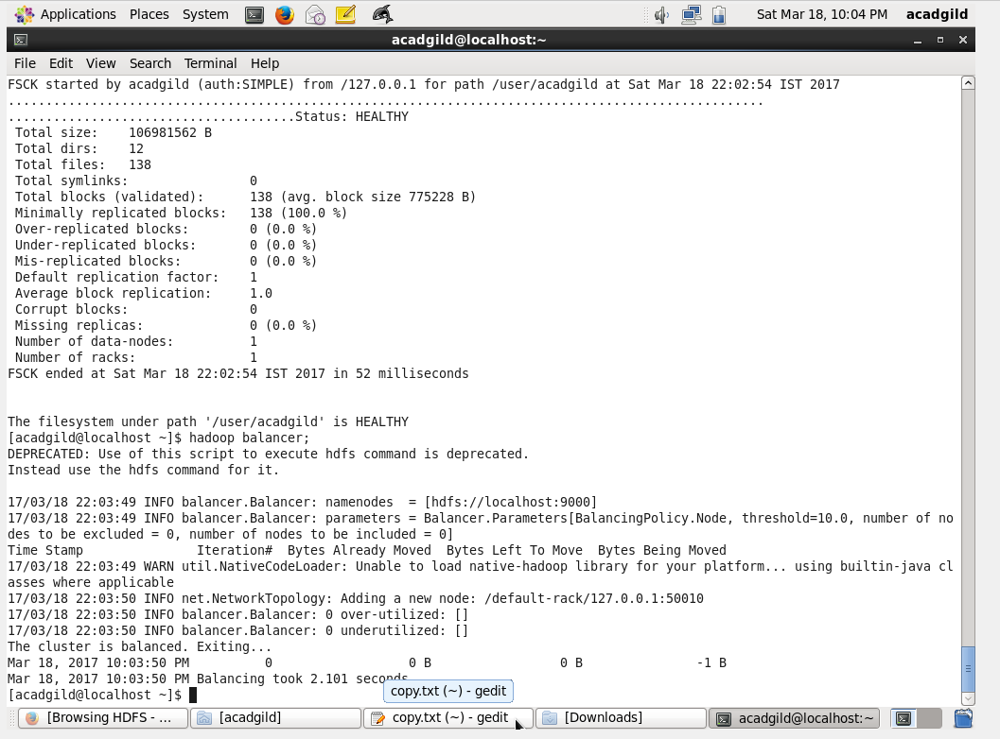 Applications Places System Sat Mar 18, 10:04 PM acadgild
acadgild@localhost:~
File Edit View Search Terminal Help
FSCK started by acadgild (auth:SIMPLE) from /127.0.0.1 for path /user/acadgild at Sat Mar 18 22:02:54 IST 2017
....................................................................................................
......................................Status: HEALTHY
Total size: 106981562 B
Total dirs: 12
Total files: 138
Total symlinks: 0
Total blocks (validated): 138 (avg. block size 775228 B)
Minimally replicated blocks: 138 (100.0 %)
Over-replicated blocks: 0 (0.0 %)
Under-replicated blocks: 0 (0.0 %)
Mis-replicated blocks: 0 (0.0 %)
Default replication factor: 1
Average block replication: 1.0
Corrupt blocks: 0
Missing replicas: 0 (0.0 %)
Number of data-nodes: 1
Number of racks: 1
FSCK ended at Sat Mar 18 22:02:54 IST 2017 in 52 milliseconds
The filesystem under path '/user/acadgild' is HEALTHY
[acadgild@localhost ~]$ hadoop balancer;
DEPRECATED: Use of this script to execute hdfs command is deprecated.
Instead use the hdfs command for it.
17/03/18 22:03:49 INFO balancer.Balancer: namenodes = [hdfs://localhost:9000]
17/03/18 22:03:49 INFO balancer.Balancer: parameters = Balancer.Parameters[BalancingPolicy.Node, threshold=10.0, number of no
des to be excluded = 0, number of nodes to be included = 0]
Time Stamp Iteration# Bytes Already Moved Bytes Left To Move Bytes Being Moved
17/03/18 22:03:49 WARN util.NativeCodeLoader: Unable to load native-hadoop library for your platform... using builtin-java cl
asses where applicable
17/03/18 22:03:50 INFO net.NetworkTopology: Adding a new node: /default-rack/127.0.0.1:50010
17/03/18 22:03:50 INFO balancer.Balancer: 0 over-utilized: []
17/03/18 22:03:50 INFO balancer.Balancer: 0 underutilized: []
The cluster is balanced. Exiting...
Mar 18, 2017 10:03:50 PM 0 0 B 0 B -1 B
Mar 18, 2017 10:03:50 PM Balancing took 2.101 seconds
[acadgild@localhost ~]$
copy.txt (~) - gedit
[Browsing HDFS - ... [acadgild] copy.txt (~) - gedit [Downloads] acadgild@localhost:~